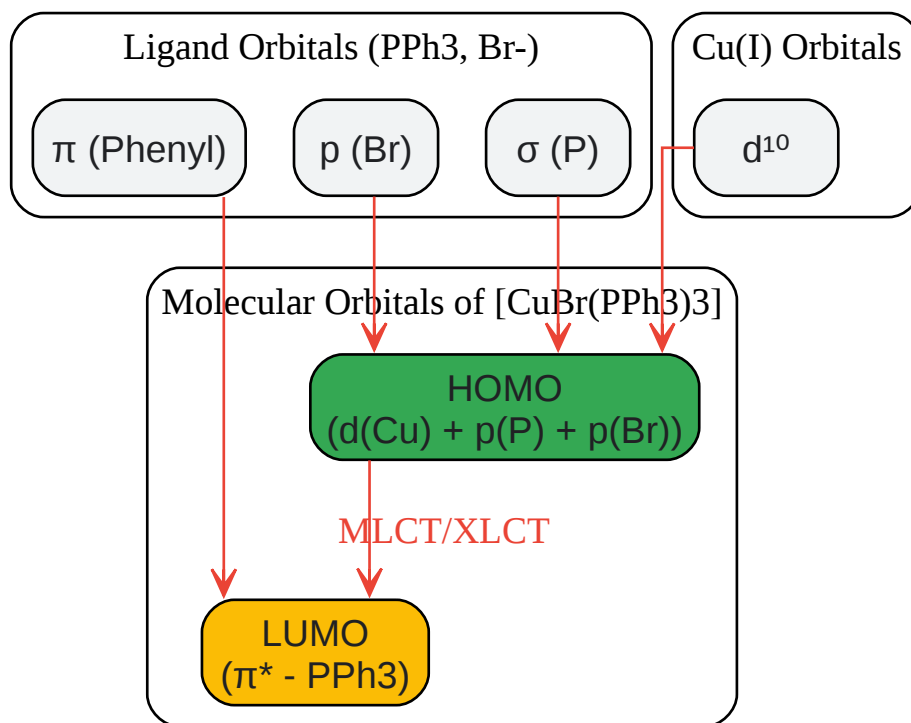 Ligand Orbitals (PPh3, Br-)
Cu(I) Orbitals
π (Phenyl)
p (Br)
σ (P)
d¹⁰
Molecular Orbitals of [CuBr(PPh3)3]
HOMO
(d(Cu) + p(P) + p(Br))
MLCT/XLCT
LUMO
(π* - PPh3)